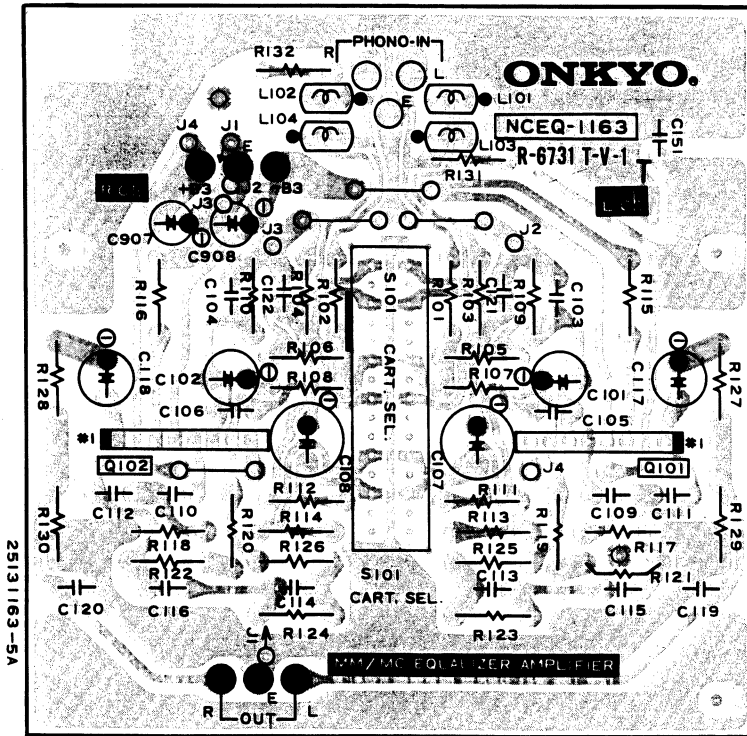 PHONO-IN
R132 R L
L102 L101
ONKYO.
E
L104 L103
NCEQ-1163
C151
R-6731 T-V-1
R131
J4 J1
E
+B3 J2 -B3
J3
C907 C908
J3 J2
R116 C104 C122 R102
S101
R101 R103 R109 C103 R115
R106 R105
R108 R107
CART. SEL.
R128 C118 C102 C101 C117 R127
C106 C105
#1 #1
Q102 C108 C107 J4 Q101
R112 R111
C112 C110 C109 C111
R130 R120 R114 R113 R119 R129
R118 R126 R125 R117
R122 R121
S101
CART. SEL.
C120 C116 C114 C113 C115 C119
R124 R123
J1
MM/MC EQUALIZER AMPLIFIER
E
R OUT L
25131163-5A